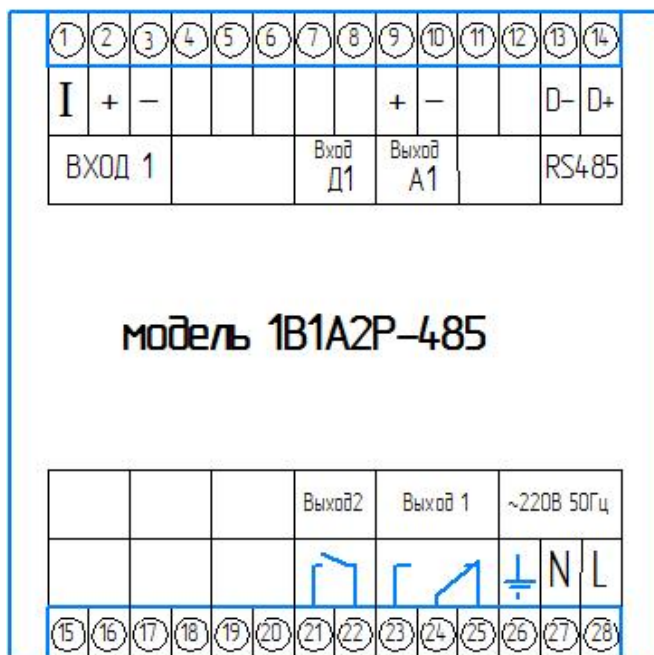 1 2 3 4 5 6 7 8 9 10 11 12 13 14
I + − + − D− D+
ВХОД 1 Вход Д1 Выход А1 RS485
модель 1В1А2Р–485
Выход2 Выход 1 ~220В 50Гц
N L
15 16 17 18 19 20 21 22 23 24 25 26 27 28